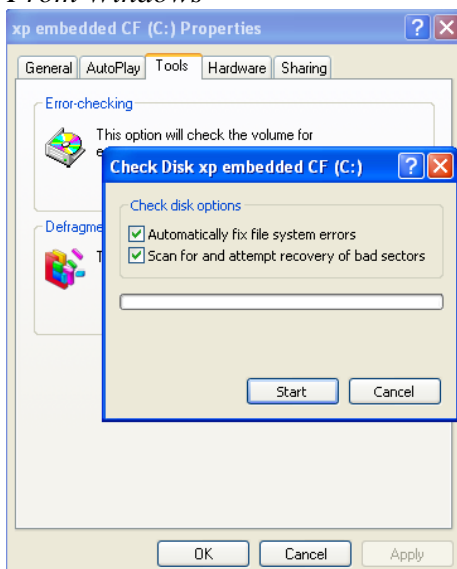 From Windows
xp embedded CF (C:) Properties
General AutoPlay Tools Hardware Sharing
Error-checking
This option will check the volume for
Check Disk xp embedded CF (C:)
Check disk options
Automatically fix file system errors
Scan for and attempt recovery of bad sectors
Defragme
T
Start Cancel
OK Cancel Apply